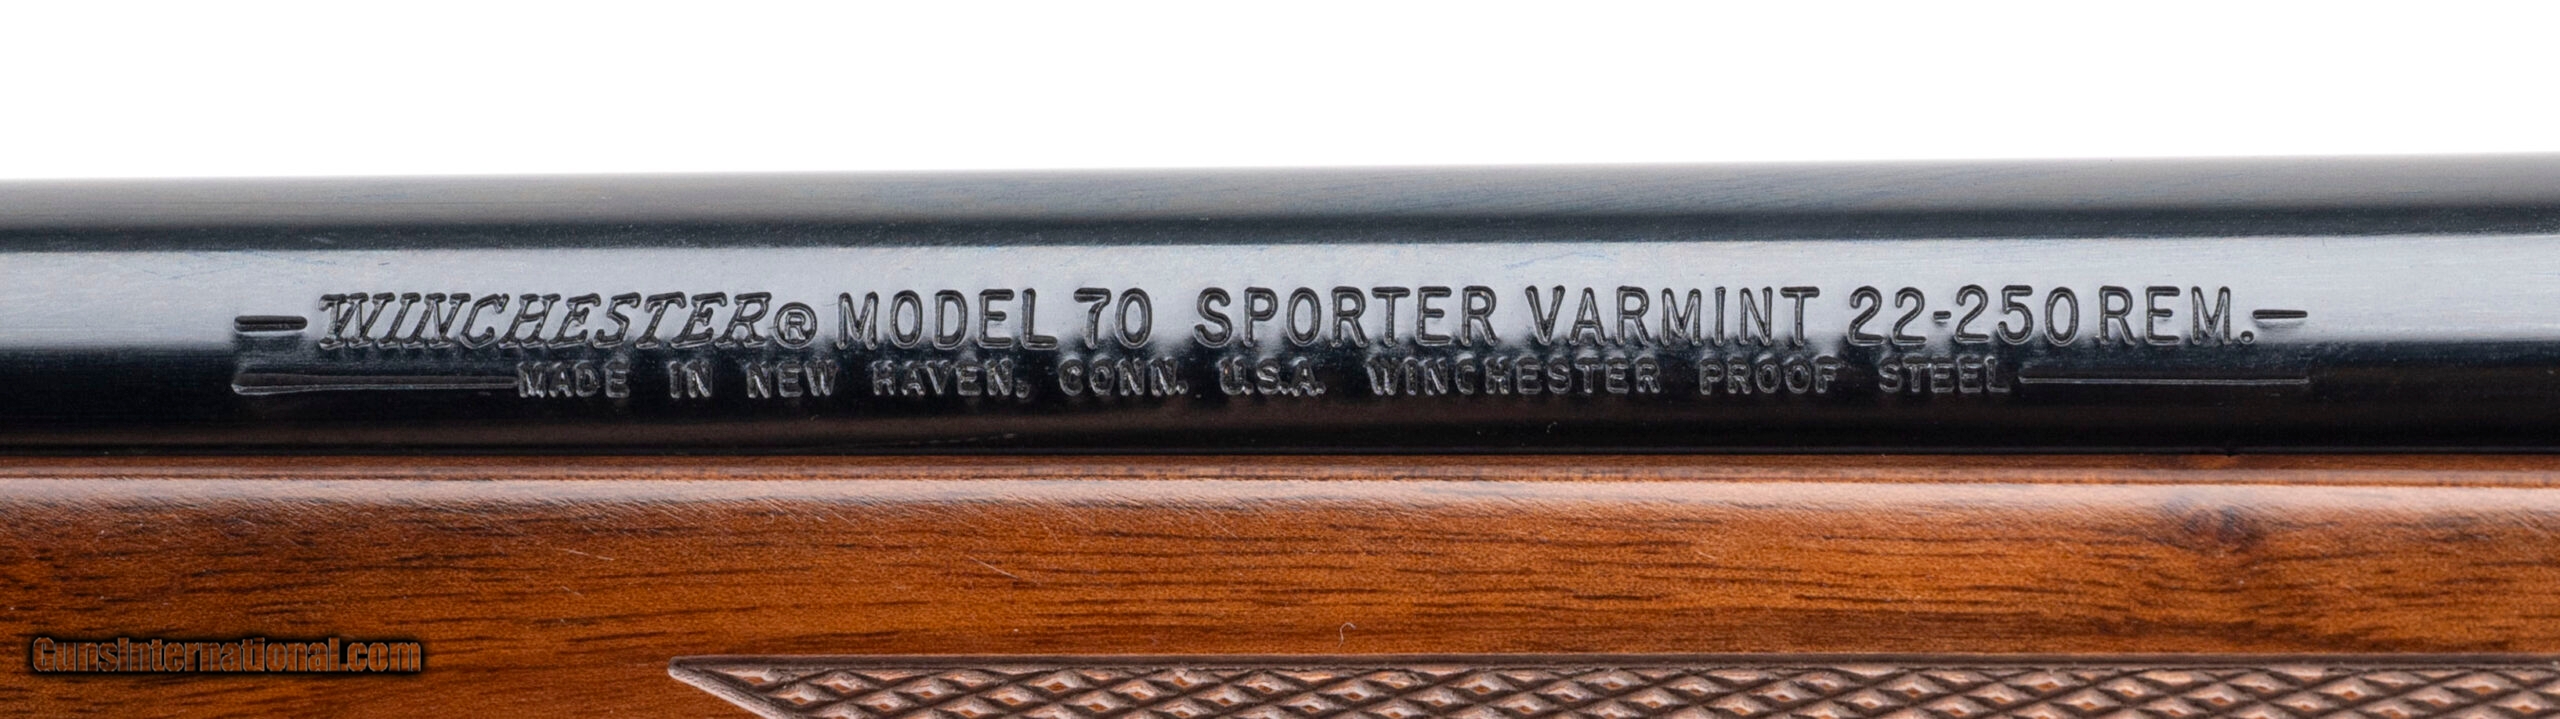 — WINCHESTER® MODEL 70 SPORTER VARMINT 22-250 REM. —
MADE IN NEW HAVEN, CONN. U.S.A. WINCHESTER PROOF STEEL
GunsInternational.com